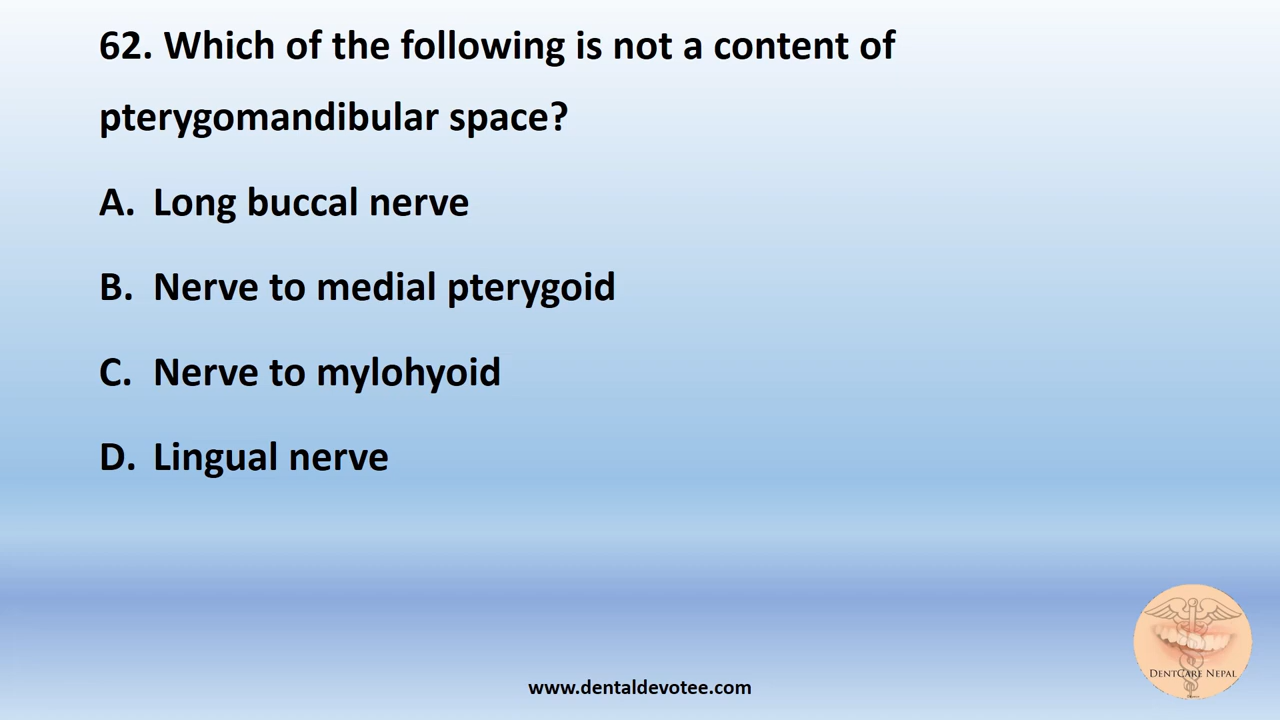 62. Which of the following is not a content of
pterygomandibular space?
A. Long buccal nerve
B. Nerve to medial pterygoid
C. Nerve to mylohyoid
D. Lingual nerve
DENTCARE NEPAL
www.dentaldevotee.com